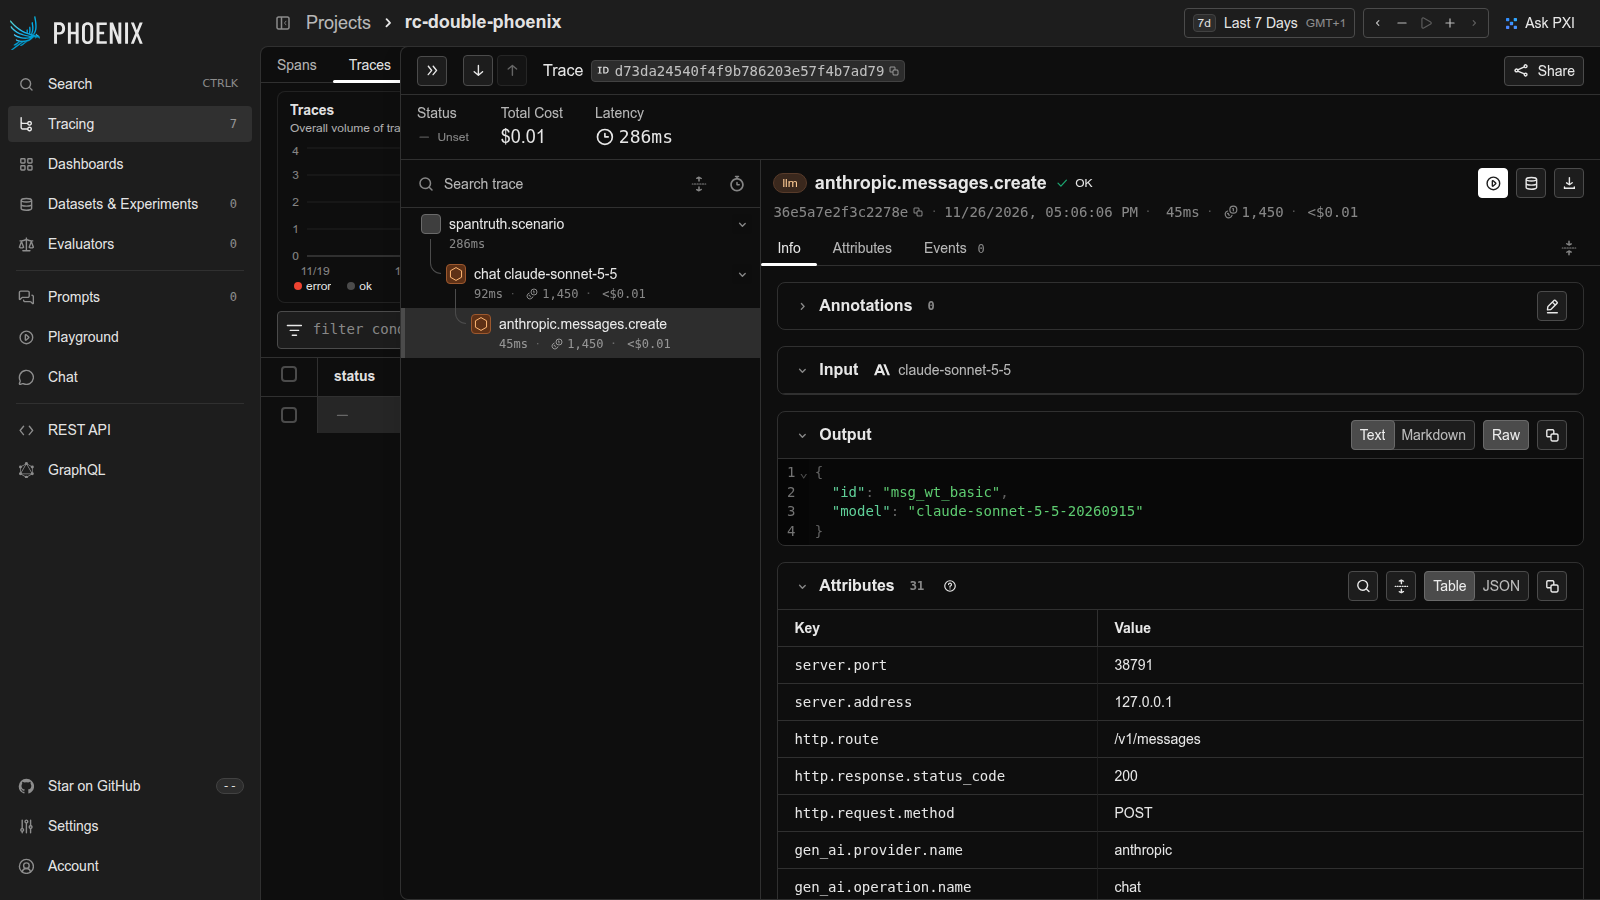 PHOENIX
Search CTRLK
Tracing 7
Dashboards
Datasets & Experiments 0
Evaluators 0
Prompts 0
Playground
Chat
REST API
GraphQL
Star on GitHub --
Settings
Account
Projects › rc-double-phoenix
7d Last 7 Days GMT+1
Ask PXI
Spans Traces
Traces
Overall volume of tra
4
3
2
1
0
11/19 1
error ok
filter cond
status
—
Trace ID d73da24540f4f9b786203e57f4b7ad79
Share
Status Total Cost Latency
— Unset $0.01 286ms
Search trace
spantruth.scenario
286ms
chat claude-sonnet-5-5
92ms · 1,450 · <$0.01
anthropic.messages.create
45ms · 1,450 · <$0.01
llm anthropic.messages.create OK
36e5a7e2f3c2278e · 11/26/2026, 05:06:06 PM · 45ms · 1,450 · <$0.01
Info Attributes Events 0
Annotations 0
Input claude-sonnet-5-5
Output Text Markdown Raw
1 {
2 "id": "msg_wt_basic",
3 "model": "claude-sonnet-5-5-20260915"
4 }
Attributes 31 Table JSON
Key Value
server.port 38791
server.address 127.0.0.1
http.route /v1/messages
http.response.status_code 200
http.request.method POST
gen_ai.provider.name anthropic
gen_ai.operation.name chat